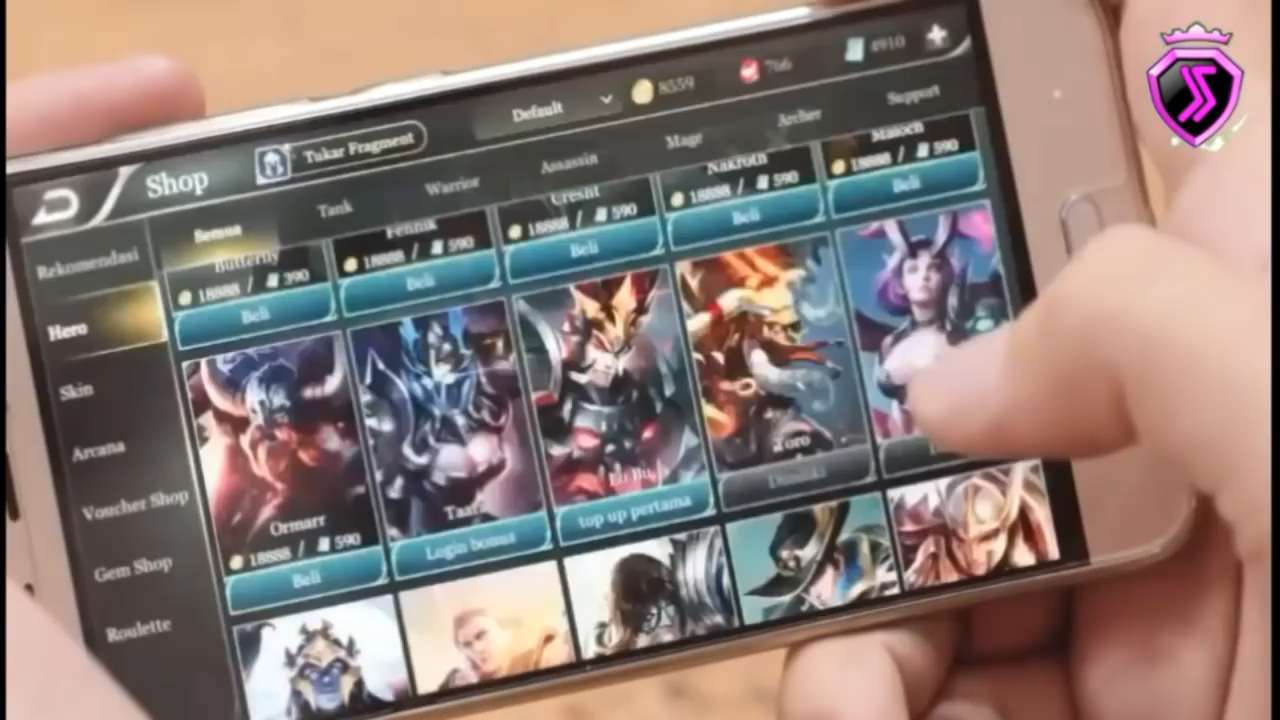 Shop
Tukar Fragment
Default
8559
766
4910
Semua
Tank
Warrior
Assassin
Mage
Archer
Support
Rekomendasi
Hero
Skin
Arcana
Voucher Shop
Gem Shop
Roulette
Butterfly
18888 / 390
Beli
Fennik
18888 / 590
Beli
Cresht
18888 / 590
Beli
Nakroth
18888 / 590
Beli
Maloch
18888 / 590
Beli
Ormarr
18888 / 590
Beli
Login bonus
Lu Bu
top up pertama
Toro
Dimiliki